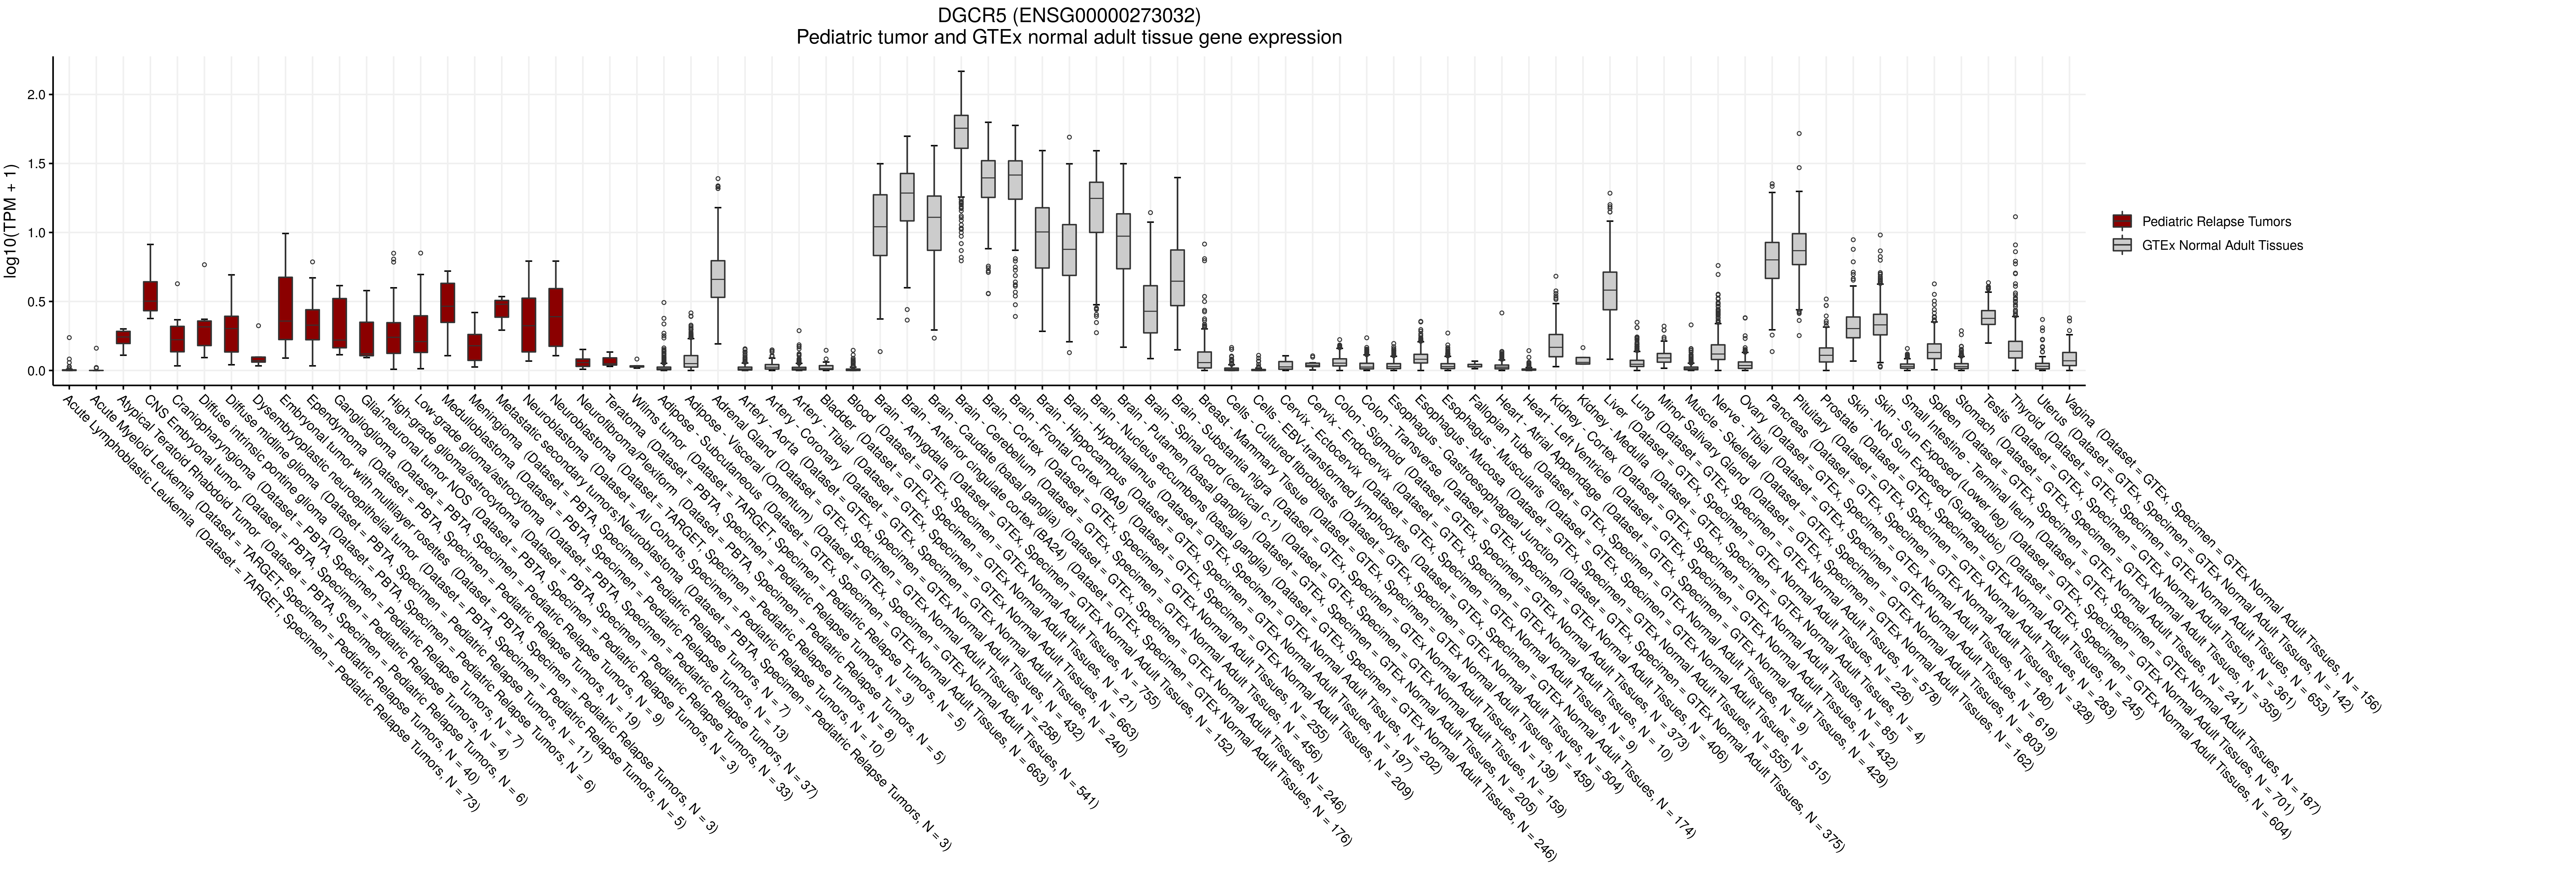 DGCR5 (ENSG00000273032)
Pediatric tumor and GTEx normal adult tissue gene expression
log10(TPM + 1)
2.0
1.5
1.0
0.5
0.0
Pediatric Relapse Tumors
GTEx Normal Adult Tissues
Acute Lymphoblastic Leukemia (Dataset = TARGET, Specimen = Pediatric Relapse Tumors, N = 73)
Acute Myeloid Leukemia (Dataset = TARGET, Specimen = Pediatric Relapse Tumors, N = 40)
Atypical Teratoid Rhabdoid Tumor (Dataset = PBTA, Specimen = Pediatric Relapse Tumors, N = 6)
CNS Embryonal tumor (Dataset = PBTA, Specimen = Pediatric Relapse Tumors, N = 4)
Craniopharyngioma (Dataset = PBTA, Specimen = Pediatric Relapse Tumors, N = 7)
Diffuse intrinsic pontine glioma (Dataset = PBTA, Specimen = Pediatric Relapse Tumors, N = 6)
Diffuse midline glioma (Dataset = PBTA, Specimen = Pediatric Relapse Tumors, N = 11)
Dysembryoplastic neuroepithelial tumor (Dataset = PBTA, Specimen = Pediatric Relapse Tumors, N = 5)
Embryonal tumor with multilayer rosettes (Dataset = PBTA, Specimen = Pediatric Relapse Tumors, N = 3)
Ependymoma (Dataset = PBTA, Specimen = Pediatric Relapse Tumors, N = 19)
Ganglioglioma (Dataset = PBTA, Specimen = Pediatric Relapse Tumors, N = 9)
Glial-neuronal tumor NOS (Dataset = PBTA, Specimen = Pediatric Relapse Tumors, N = 3)
High-grade glioma/astrocytoma (Dataset = PBTA, Specimen = Pediatric Relapse Tumors, N = 33)
Low-grade glioma/astrocytoma (Dataset = PBTA, Specimen = Pediatric Relapse Tumors, N = 37)
Medulloblastoma (Dataset = PBTA, Specimen = Pediatric Relapse Tumors, N = 13)
Meningioma (Dataset = PBTA, Specimen = Pediatric Relapse Tumors, N = 7)
Metastatic secondary tumors:Neuroblastoma (Dataset = PBTA, Specimen = Pediatric Relapse Tumors, N = 3)
Neuroblastoma (Dataset = All Cohorts, Specimen = Pediatric Relapse Tumors, N = 10)
Neuroblastoma (Dataset = TARGET, Specimen = Pediatric Relapse Tumors, N = 8)
Neurofibroma/Plexiform (Dataset = PBTA, Specimen = Pediatric Relapse Tumors, N = 5)
Teratoma (Dataset = PBTA, Specimen = Pediatric Relapse Tumors, N = 3)
Wilms tumor (Dataset = TARGET, Specimen = Pediatric Relapse Tumors, N = 5)
Adipose - Subcutaneous (Dataset = GTEx, Specimen = GTEx Normal Adult Tissues, N = 663)
Adipose - Visceral (Omentum) (Dataset = GTEx, Specimen = GTEx Normal Adult Tissues, N = 541)
Adrenal Gland (Dataset = GTEx, Specimen = GTEx Normal Adult Tissues, N = 258)
Artery - Aorta (Dataset = GTEx, Specimen = GTEx Normal Adult Tissues, N = 432)
Artery - Coronary (Dataset = GTEx, Specimen = GTEx Normal Adult Tissues, N = 240)
Artery - Tibial (Dataset = GTEx, Specimen = GTEx Normal Adult Tissues, N = 663)
Bladder (Dataset = GTEx, Specimen = GTEx Normal Adult Tissues, N = 21)
Blood (Dataset = GTEx, Specimen = GTEx Normal Adult Tissues, N = 755)
Brain - Amygdala (Dataset = GTEx, Specimen = GTEx Normal Adult Tissues, N = 152)
Brain - Anterior cingulate cortex (BA24) (Dataset = GTEx, Specimen = GTEx Normal Adult Tissues, N = 176)
Brain - Caudate (basal ganglia) (Dataset = GTEx, Specimen = GTEx Normal Adult Tissues, N = 246)
Brain - Cerebellum (Dataset = GTEx, Specimen = GTEx Normal Adult Tissues, N = 456)
Brain - Cortex (Dataset = GTEx, Specimen = GTEx Normal Adult Tissues, N = 255)
Brain - Frontal Cortex (BA9) (Dataset = GTEx, Specimen = GTEx Normal Adult Tissues, N = 209)
Brain - Hippocampus (Dataset = GTEx, Specimen = GTEx Normal Adult Tissues, N = 197)
Brain - Hypothalamus (Dataset = GTEx, Specimen = GTEx Normal Adult Tissues, N = 202)
Brain - Nucleus accumbens (basal ganglia) (Dataset = GTEx, Specimen = GTEx Normal Adult Tissues, N = 246)
Brain - Putamen (basal ganglia) (Dataset = GTEx, Specimen = GTEx Normal Adult Tissues, N = 205)
Brain - Spinal cord (cervical c-1) (Dataset = GTEx, Specimen = GTEx Normal Adult Tissues, N = 159)
Brain - Substantia nigra (Dataset = GTEx, Specimen = GTEx Normal Adult Tissues, N = 139)
Breast - Mammary Tissue (Dataset = GTEx, Specimen = GTEx Normal Adult Tissues, N = 459)
Cells - Cultured fibroblasts (Dataset = GTEx, Specimen = GTEx Normal Adult Tissues, N = 504)
Cells - EBV-transformed lymphocytes (Dataset = GTEx, Specimen = GTEx Normal Adult Tissues, N = 174)
Cervix - Ectocervix (Dataset = GTEx, Specimen = GTEx Normal Adult Tissues, N = 9)
Cervix - Endocervix (Dataset = GTEx, Specimen = GTEx Normal Adult Tissues, N = 10)
Colon - Sigmoid (Dataset = GTEx, Specimen = GTEx Normal Adult Tissues, N = 373)
Colon - Transverse (Dataset = GTEx, Specimen = GTEx Normal Adult Tissues, N = 406)
Esophagus - Gastroesophageal Junction (Dataset = GTEx, Specimen = GTEx Normal Adult Tissues, N = 375)
Esophagus - Mucosa (Dataset = GTEx, Specimen = GTEx Normal Adult Tissues, N = 555)
Esophagus - Muscularis (Dataset = GTEx, Specimen = GTEx Normal Adult Tissues, N = 515)
Fallopian Tube (Dataset = GTEx, Specimen = GTEx Normal Adult Tissues, N = 9)
Heart - Atrial Appendage (Dataset = GTEx, Specimen = GTEx Normal Adult Tissues, N = 429)
Heart - Left Ventricle (Dataset = GTEx, Specimen = GTEx Normal Adult Tissues, N = 432)
Kidney - Cortex (Dataset = GTEx, Specimen = GTEx Normal Adult Tissues, N = 85)
Kidney - Medulla (Dataset = GTEx, Specimen = GTEx Normal Adult Tissues, N = 4)
Liver (Dataset = GTEx, Specimen = GTEx Normal Adult Tissues, N = 226)
Lung (Dataset = GTEx, Specimen = GTEx Normal Adult Tissues, N = 578)
Minor Salivary Gland (Dataset = GTEx, Specimen = GTEx Normal Adult Tissues, N = 162)
Muscle - Skeletal (Dataset = GTEx, Specimen = GTEx Normal Adult Tissues, N = 803)
Nerve - Tibial (Dataset = GTEx, Specimen = GTEx Normal Adult Tissues, N = 619)
Ovary (Dataset = GTEx, Specimen = GTEx Normal Adult Tissues, N = 180)
Pancreas (Dataset = GTEx, Specimen = GTEx Normal Adult Tissues, N = 328)
Pituitary (Dataset = GTEx, Specimen = GTEx Normal Adult Tissues, N = 283)
Prostate (Dataset = GTEx, Specimen = GTEx Normal Adult Tissues, N = 245)
Skin - Not Sun Exposed (Suprapubic) (Dataset = GTEx, Specimen = GTEx Normal Adult Tissues, N = 604)
Skin - Sun Exposed (Lower leg) (Dataset = GTEx, Specimen = GTEx Normal Adult Tissues, N = 701)
Small Intestine - Terminal Ileum (Dataset = GTEx, Specimen = GTEx Normal Adult Tissues, N = 187)
Spleen (Dataset = GTEx, Specimen = GTEx Normal Adult Tissues, N = 241)
Stomach (Dataset = GTEx, Specimen = GTEx Normal Adult Tissues, N = 359)
Testis (Dataset = GTEx, Specimen = GTEx Normal Adult Tissues, N = 361)
Thyroid (Dataset = GTEx, Specimen = GTEx Normal Adult Tissues, N = 653)
Uterus (Dataset = GTEx, Specimen = GTEx Normal Adult Tissues, N = 142)
Vagina (Dataset = GTEx, Specimen = GTEx Normal Adult Tissues, N = 156)